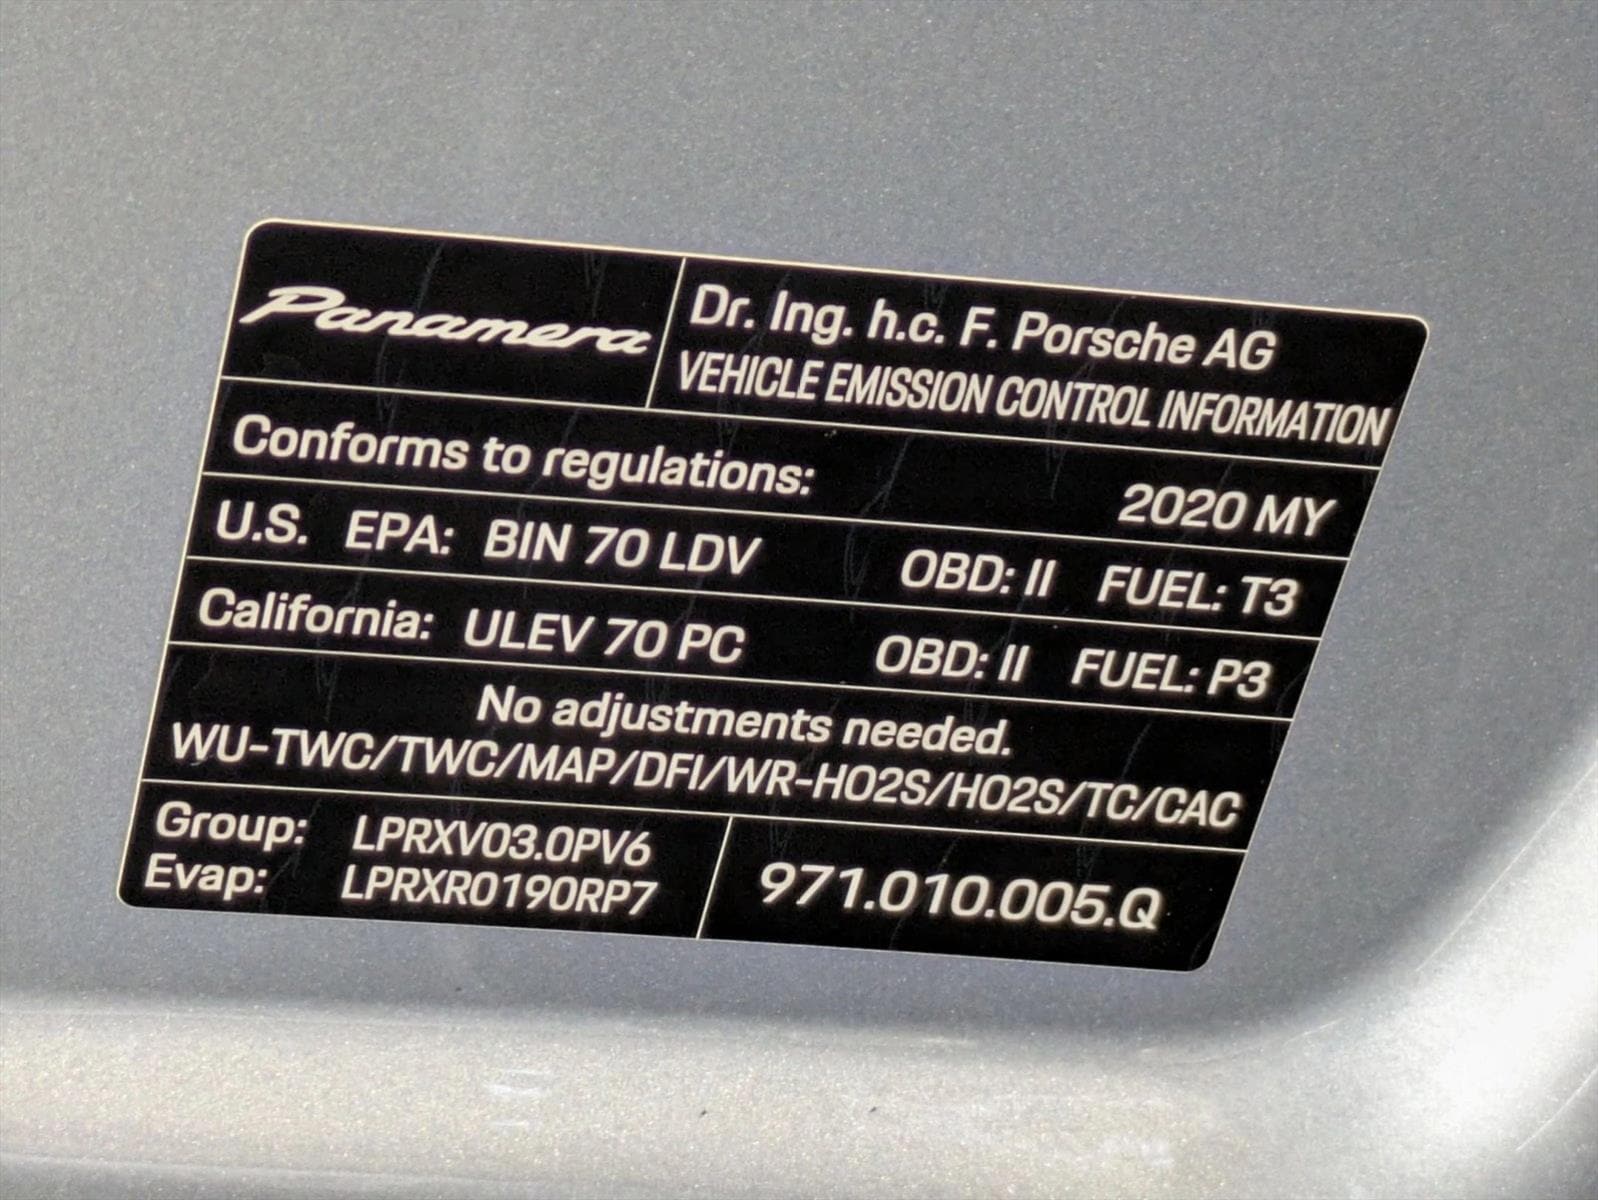 Panamera
Dr. Ing. h.c. F. Porsche AG
VEHICLE EMISSION CONTROL INFORMATION
Conforms to regulations: 2020 MY
U.S. EPA: BIN 70 LDV OBD: II FUEL: T3
California: ULEV 70 PC OBD: II FUEL: P3
No adjustments needed.
WU-TWC/TWC/MAP/DFI/WR-HO2S/HO2S/TC/CAC
Group: LPRXV03.0PV6
Evap: LPRXR0190RP7
971.010.005.Q